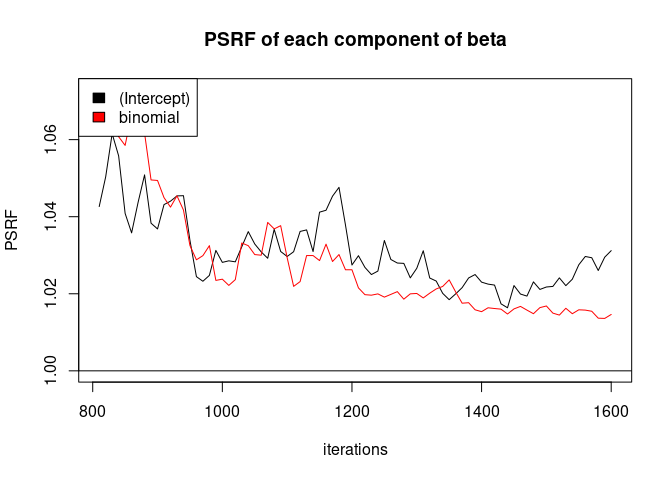 PSRF of each component of beta
(Intercept)
binomial
PSRF
1.06
1.04
1.02
1.00
800 1000 1200 1400 1600
iterations